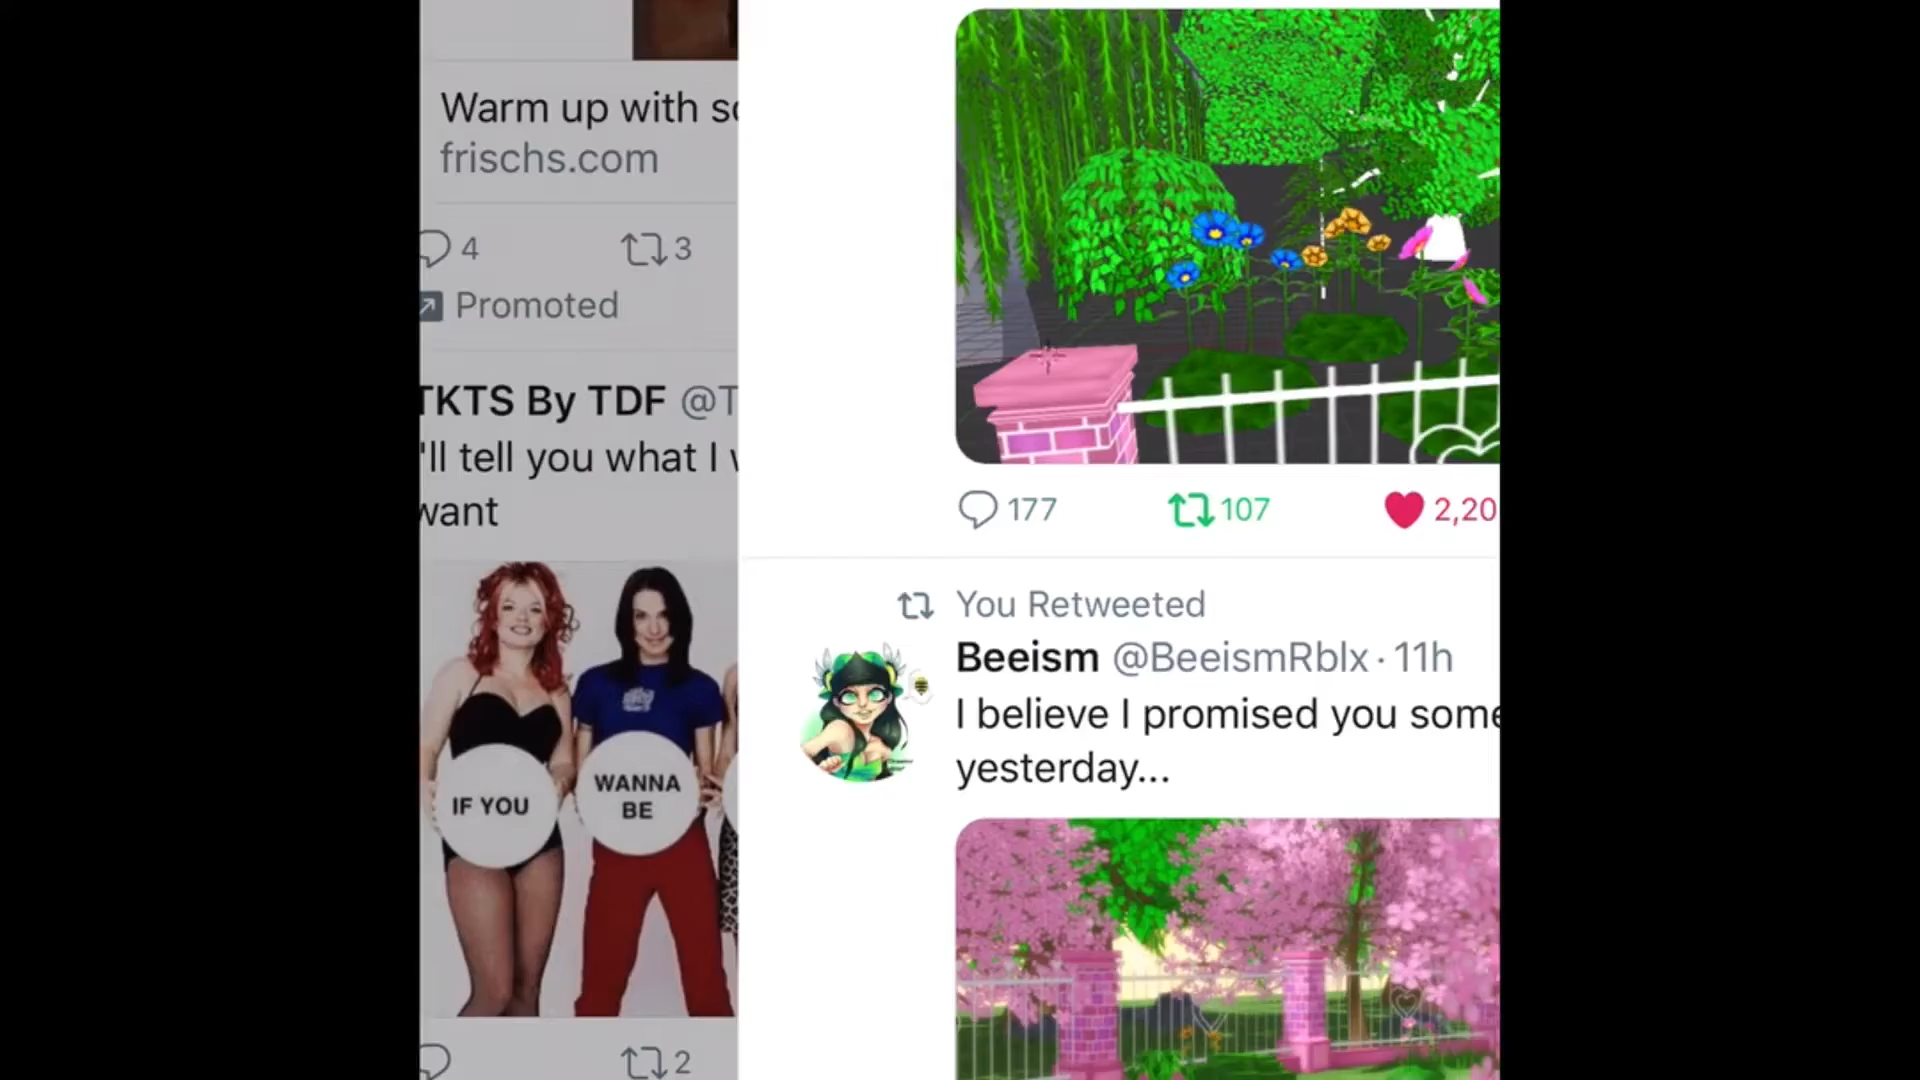 Warm up with
frischs.com
4
3
Promoted
TKTS By TDF @T
'll tell you what I
want
IF YOU
WANNA
BE
2
177
107
2,20
You Retweeted
Beeism @BeeismRblx · 11h
I believe I promised you some
yesterday...